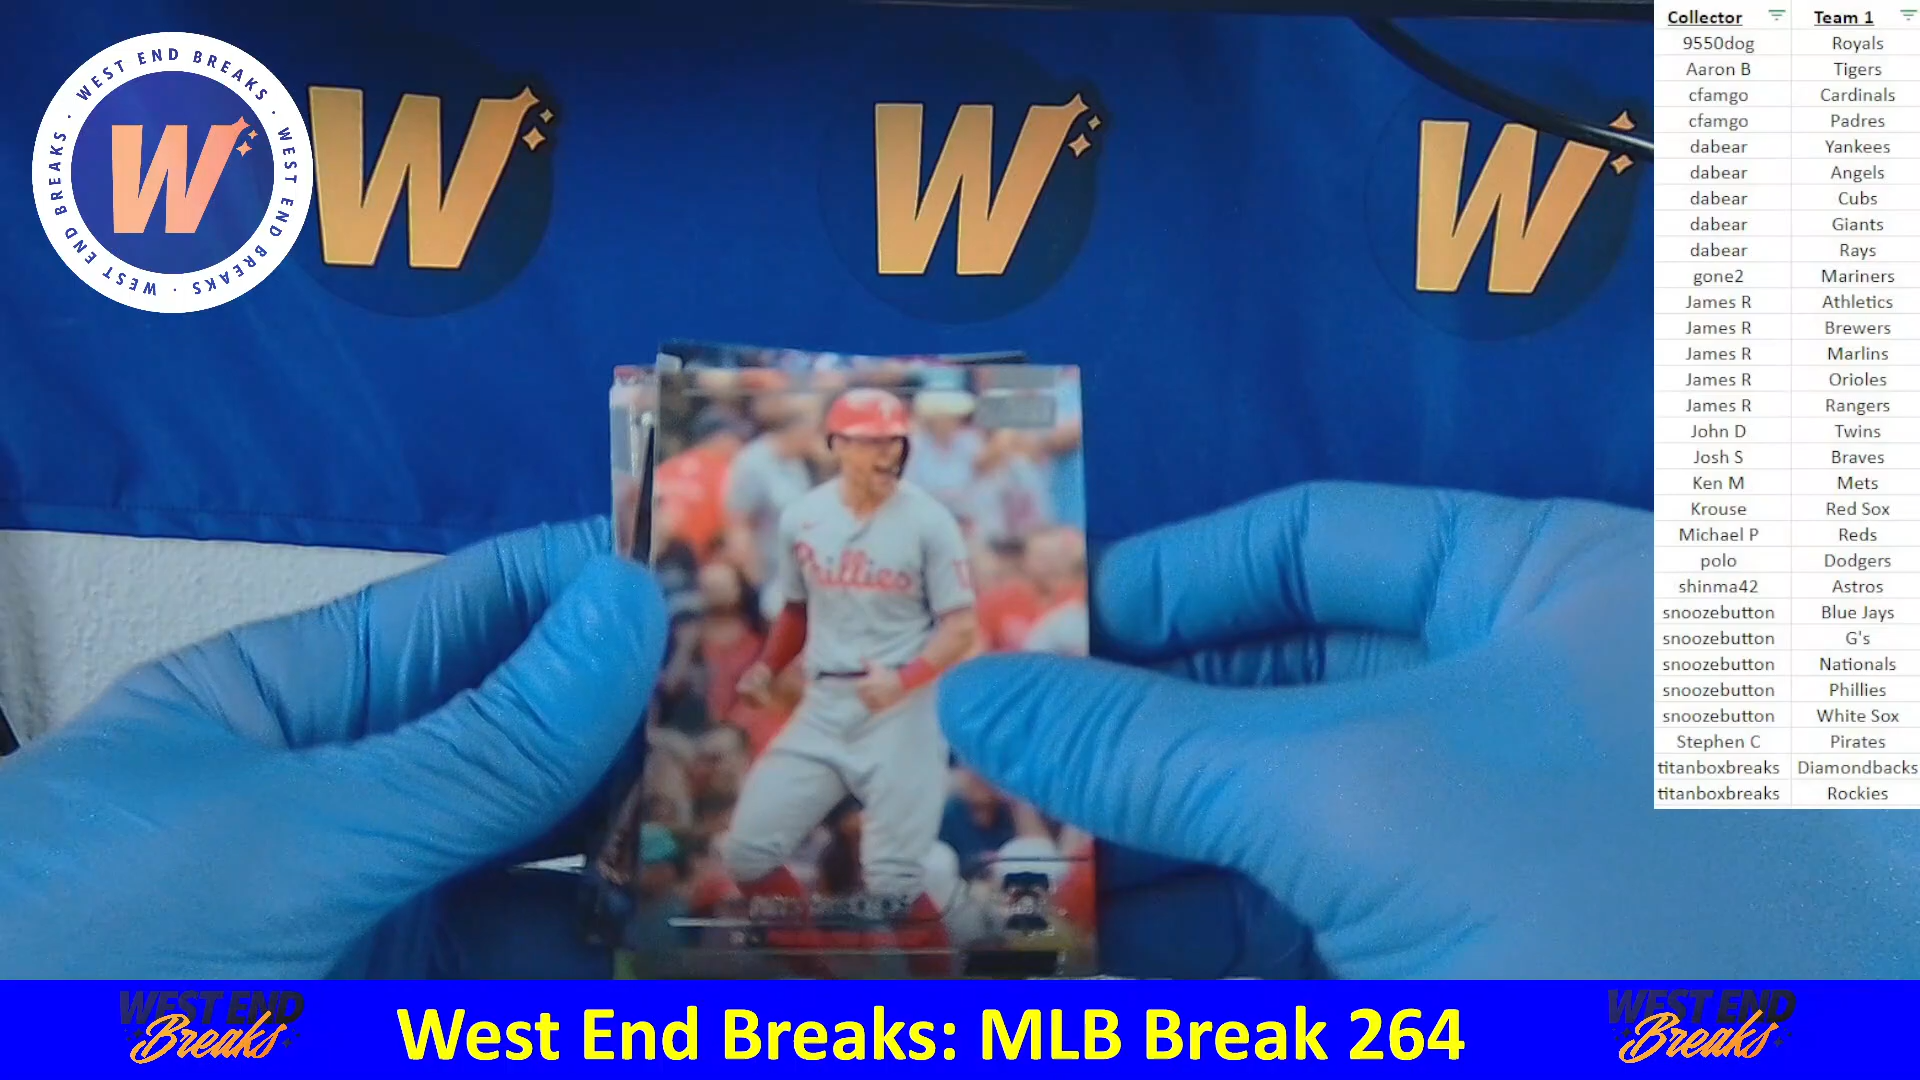 WEST END BREAKS · WEST END BREAKS · WEST END BREAKS ·
W
W
W
W
Collector Team 1
9550dog Royals
Aaron B Tigers
cfamgo Cardinals
cfamgo Padres
dabear Yankees
dabear Angels
dabear Cubs
dabear Giants
dabear Rays
gone2 Mariners
James R Athletics
James R Brewers
James R Marlins
James R Orioles
James R Rangers
John D Twins
Josh S Braves
Ken M Mets
Krouse Red Sox
Michael P Reds
polo Dodgers
shinma42 Astros
snoozebutton Blue Jays
snoozebutton G's
snoozebutton Nationals
snoozebutton Phillies
snoozebutton White Sox
Stephen C Pirates
titanboxbreaks Diamondbacks
titanboxbreaks Rockies
Phillies
WEST END
Breaks
West End Breaks: MLB Break 264
WEST END
Breaks